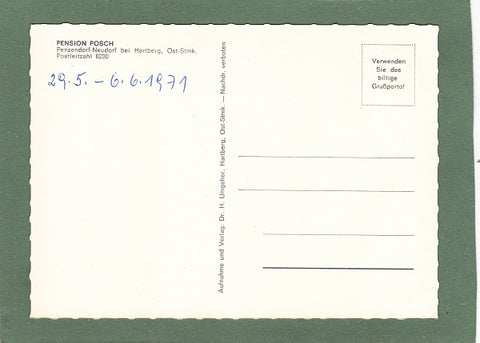 PENSION POSCH
Penzendorf-Neudorf bei Hartberg, Ost-Stmk.
Postleitzahl 8230
29.5. – 6.6.1971
Aufnahme und Verlag: Dr. H. Umgeher, Hartberg, Ost-Stmk. — Nachdr. verboten
Verwenden
Sie das
billige
Grußporto!